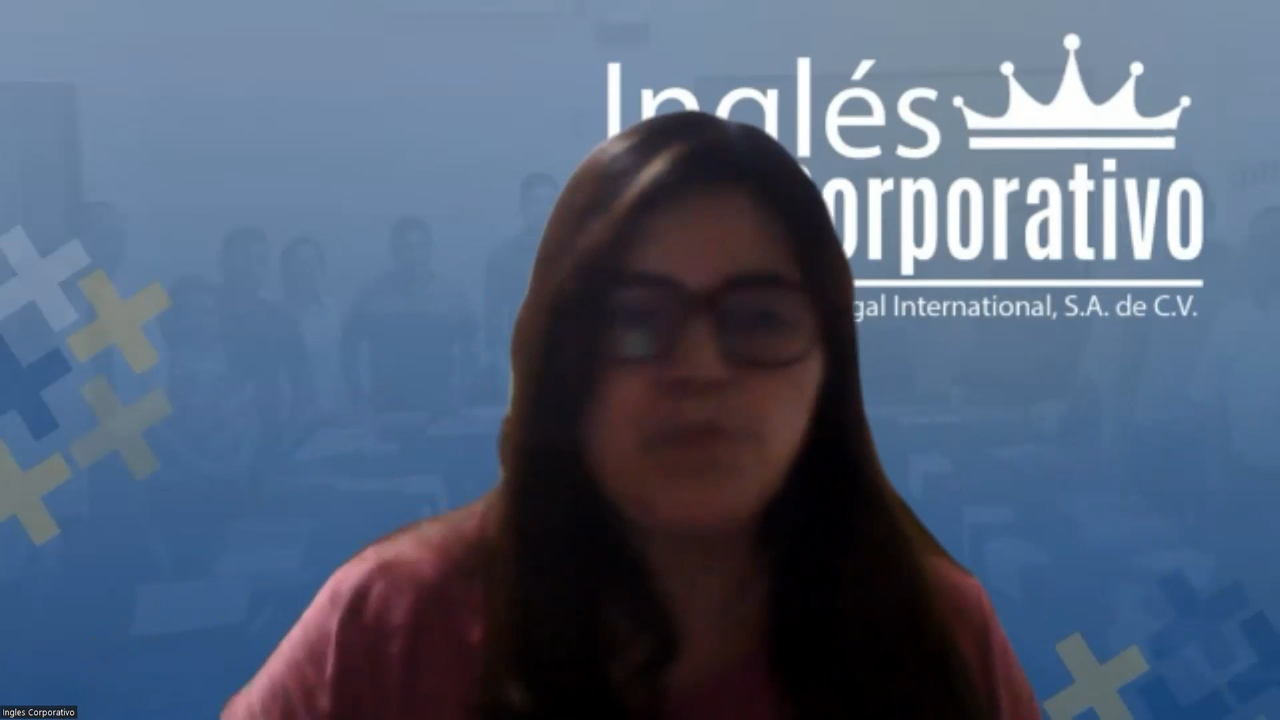 Inglés
orporativo
gal International, S.A. de C.V.
Ingles Corporativo